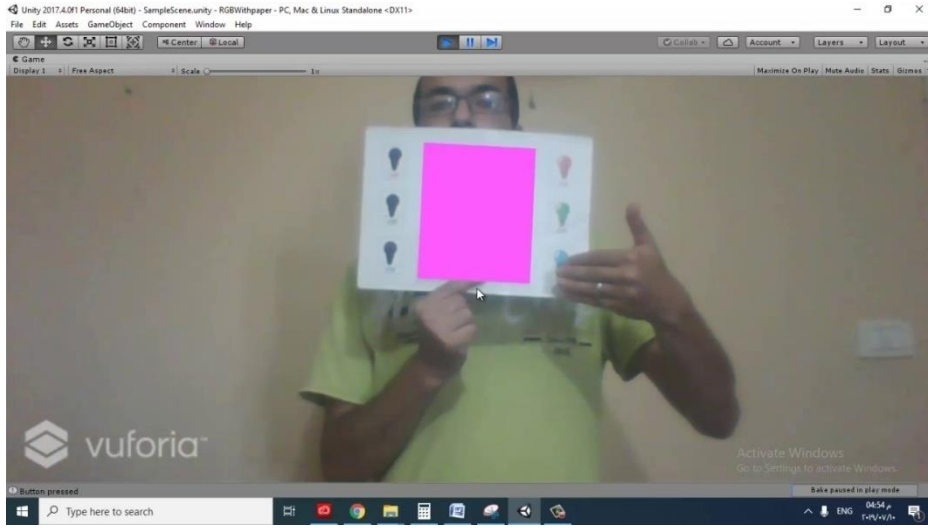 Unity 2017.4.0f1 Personal (64bit) - SampleScene.unity - RGBWithpaper - PC, Mac & Linux Standalone <DX11>
File Edit Assets GameObject Component Window Help
Center Local Collab Account Layers Layout
Game
Display 1 Free Aspect Scale 1x Maximize On Play Mute Audio Stats Gizmos
vuforia
Activate Windows
Go to Settings to activate Windows.
Button pressed Bake paused in play mode
Type here to search ENG 04:54 م
٢٠١٩/٠٧/١٠